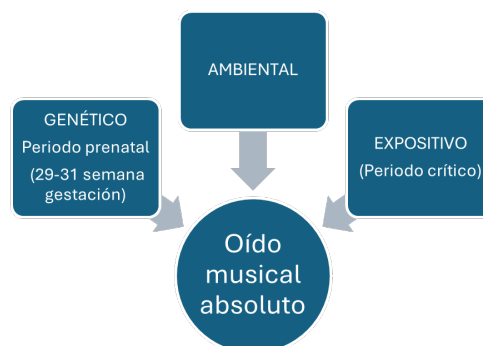 AMBIENTAL
GENÉTICO
Periodo prenatal
(29-31 semana
gestación)
EXPOSITIVO
(Periodo crítico)
Oído
musical
absoluto